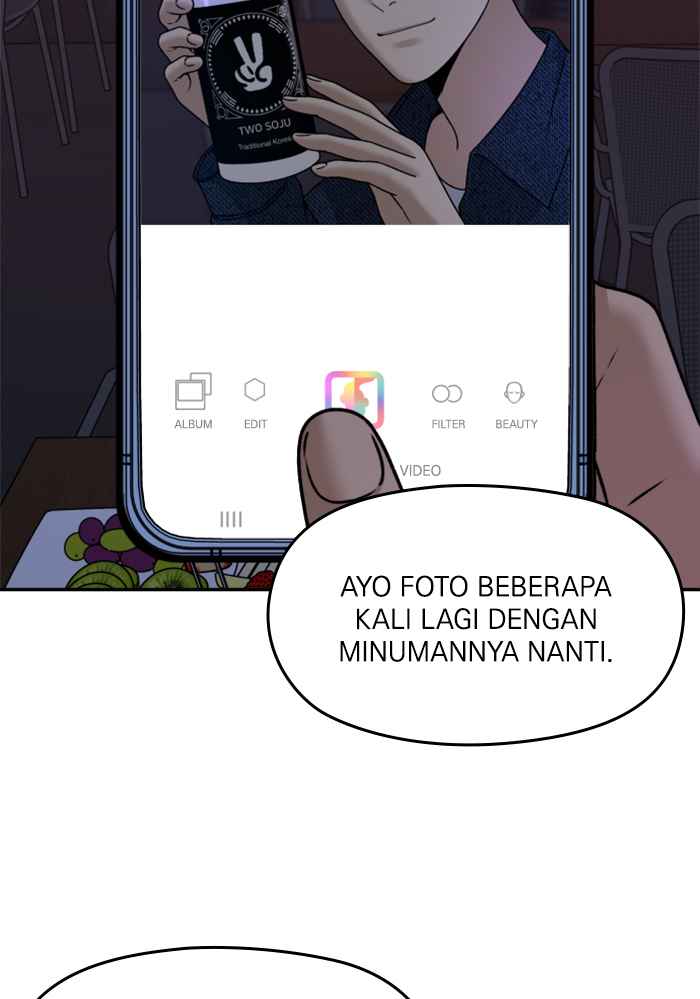 TWO SOJU
Traditional Korea
ALBUM
EDIT
FILTER
BEAUTY
VIDEO
AYO FOTO BEBERAPA
KALI LAGI DENGAN
MINUMANNYA NANTI.